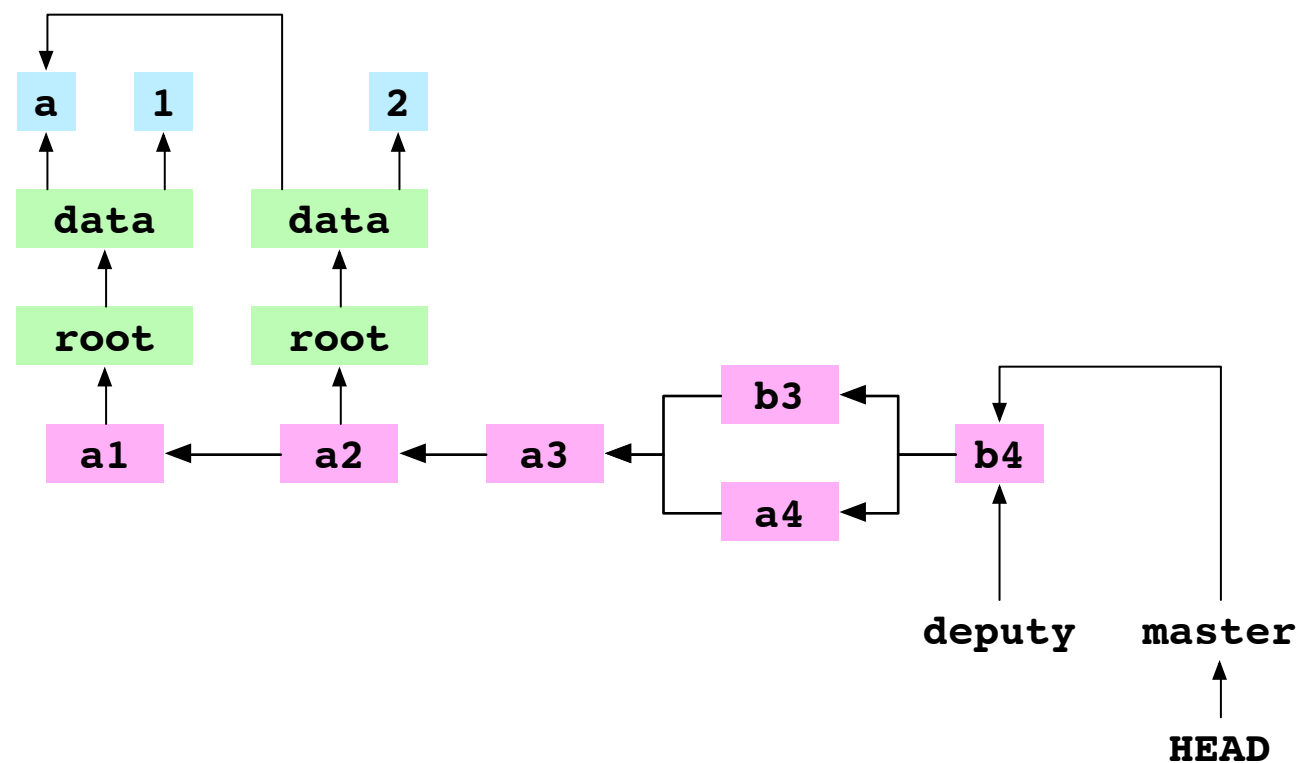 a 1 2
data data
root root
b3
a1 a2 a3 b4
a4
deputy master
HEAD